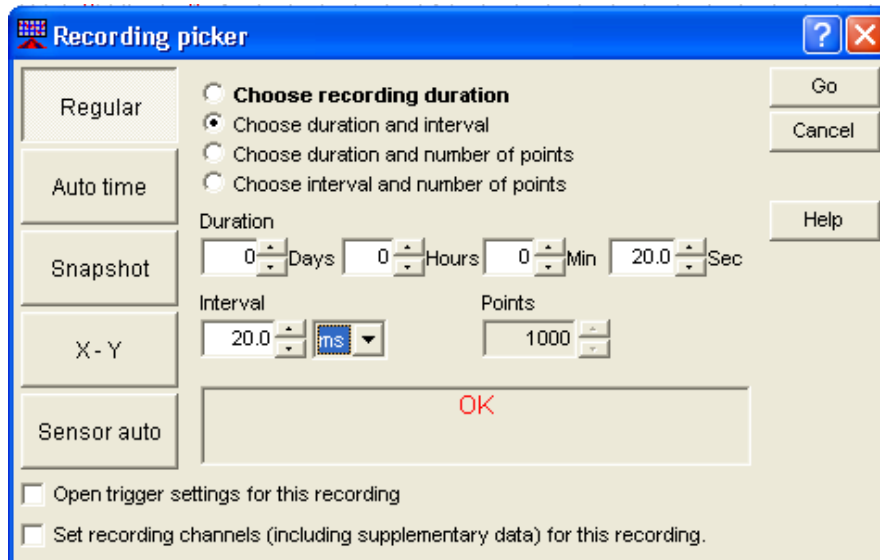 Recording picker
Regular
Auto time
Snapshot
X - Y
Sensor auto
Choose recording duration
Choose duration and interval
Choose duration and number of points
Choose interval and number of points
Duration
0 Days 0 Hours 0 Min 20.0 Sec
Interval Points
20.0 ms 1000
OK
Go
Cancel
Help
Open trigger settings for this recording
Set recording channels (including supplementary data) for this recording.